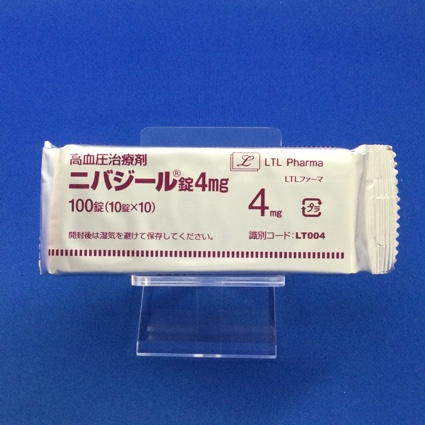 高血圧治療剤
ニバジール®錠4mg
100錠(10錠×10)
開封後は湿気を避けて保存してください。
L LTL Pharma
LTLファーマ
4mg
プラ
識別コード:LT004